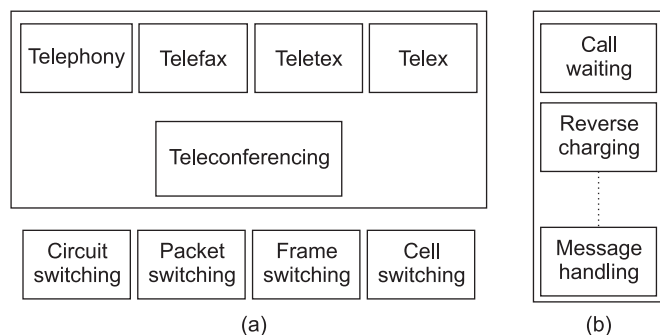 Telephony
Telefax
Teletex
Telex
Teleconferencing
Circuit
switching
Packet
switching
Frame
switching
Cell
switching
(a)
Call
waiting
Reverse
charging
Message
handling
(b)